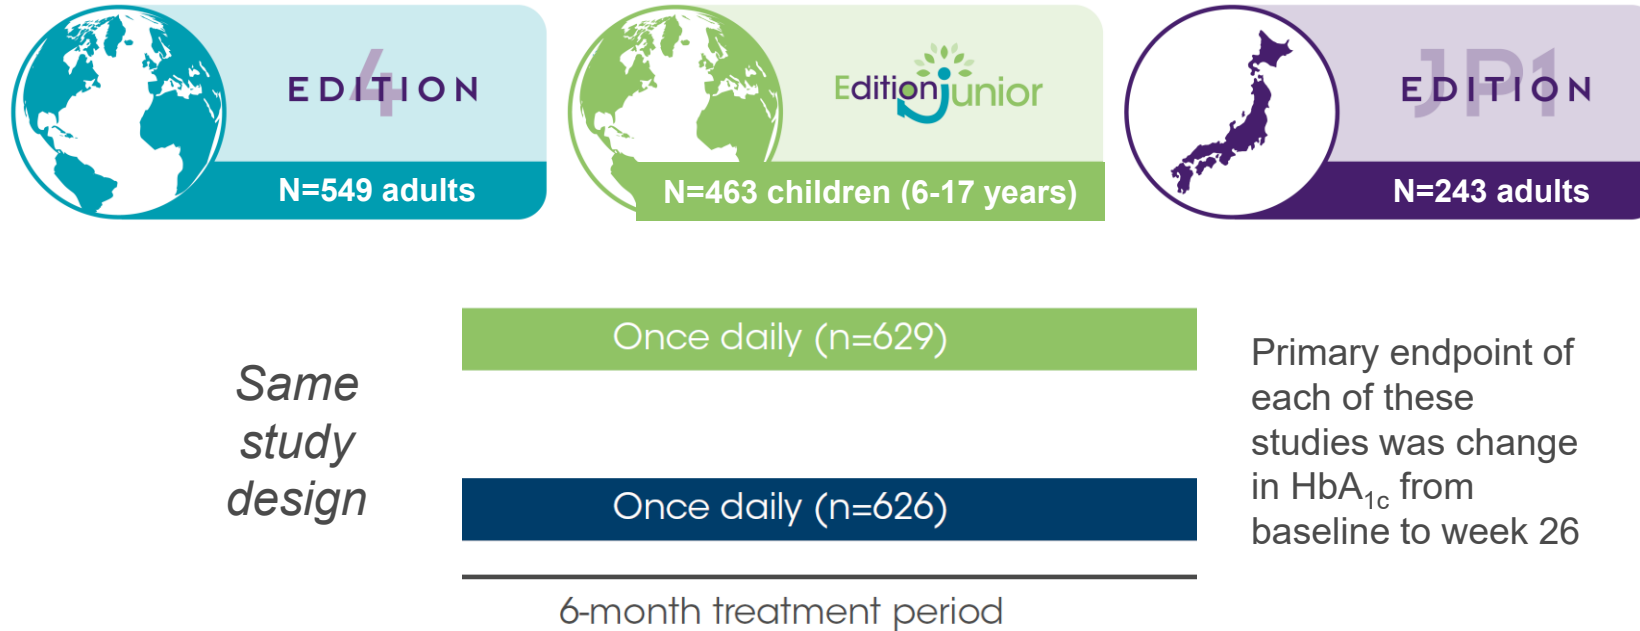 4
EDITION
N=549 adults
Edition junior
N=463 children (6-17 years)
JP1
EDITION
N=243 adults
Same
study
design
Once daily (n=629)
Once daily (n=626)
6-month treatment period
Primary endpoint of
each of these
studies was change
in HbA1c from
baseline to week 26